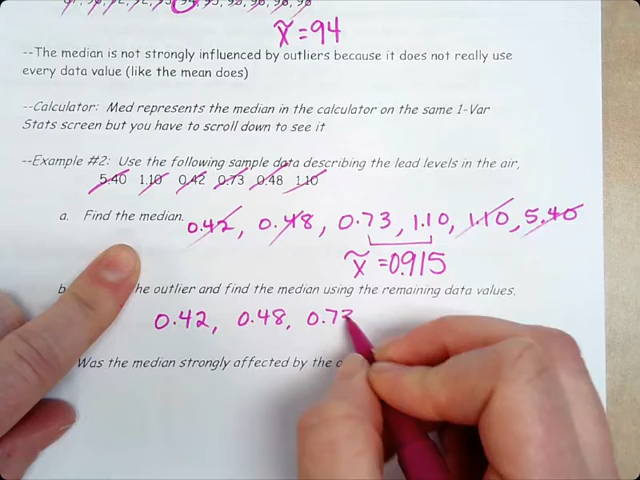 x̃ = 94
--The median is not strongly influenced by outliers because it does not really use
every data value (like the mean does)
--Calculator: Med represents the median in the calculator on the same 1-Var
Stats screen but you have to scroll down to see it
--Example #2: Use the following sample data describing the lead levels in the air,
5.40 1.10 0.42 0.73 0.48 1.10
a. Find the median.
0.42, 0.48, 0.73, 1.10, 1.10, 5.40
x̃ = 0.915
the outlier and find the median using the remaining data values.
0.42, 0.48, 0.73
Was the median strongly affected by the